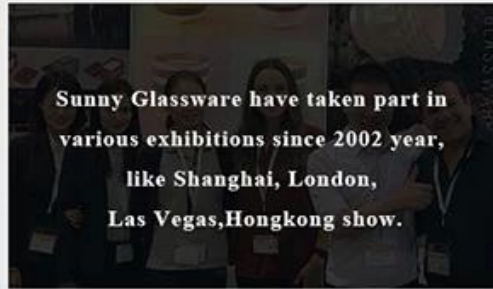 Sunny Glassware have taken part in
various exhibitions since 2002 year,
like Shanghai, London,
Las Vegas,Hongkong show.